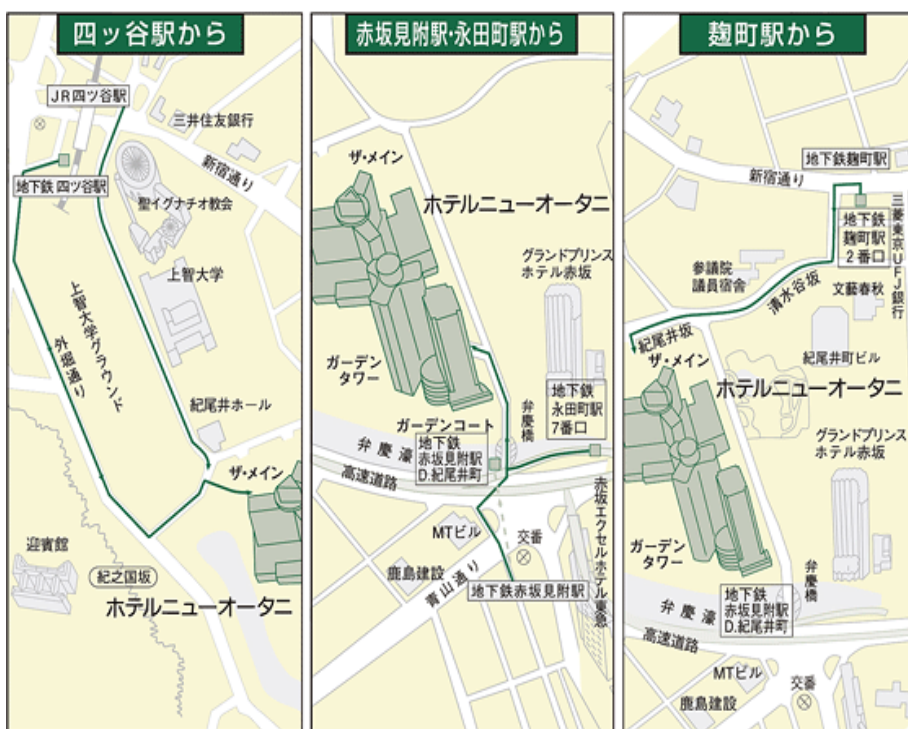 四ッ谷駅から
JR四ツ谷駅
三井住友銀行
新宿通り
地下鉄 四ツ谷駅
聖イグナチオ教会
上智大学
上智大学グラウンド
外堀通り
紀尾井ホール
ザ・メイン
迎賓館
紀之国坂
ホテルニューオータニ
赤坂見附駅・永田町駅から
ザ・メイン
ホテルニューオータニ
グランドプリンス
ホテル赤坂
ガーデン
タワー
地下鉄
永田町駅
7番口
ガーデンコート
弁慶橋
弁慶濠
地下鉄
赤坂見附駅
D.紀尾井町
高速道路
MTビル
交番
赤坂エクセルホテル東急
鹿島建設
青山通り
地下鉄赤坂見附駅
麹町駅から
地下鉄麹町駅
新宿通り
地下鉄
麹町駅
2番口
三菱東京UFJ銀行
参議院
議員宿舎
清水谷坂
文藝春秋
紀尾井坂
紀尾井町ビル
ザ・メイン
ホテルニューオータニ
グランドプリンス
ホテル赤坂
ガーデン
タワー
弁慶橋
地下鉄
赤坂見附駅
D.紀尾井町
弁慶濠
高速道路
MTビル
交番
鹿島建設